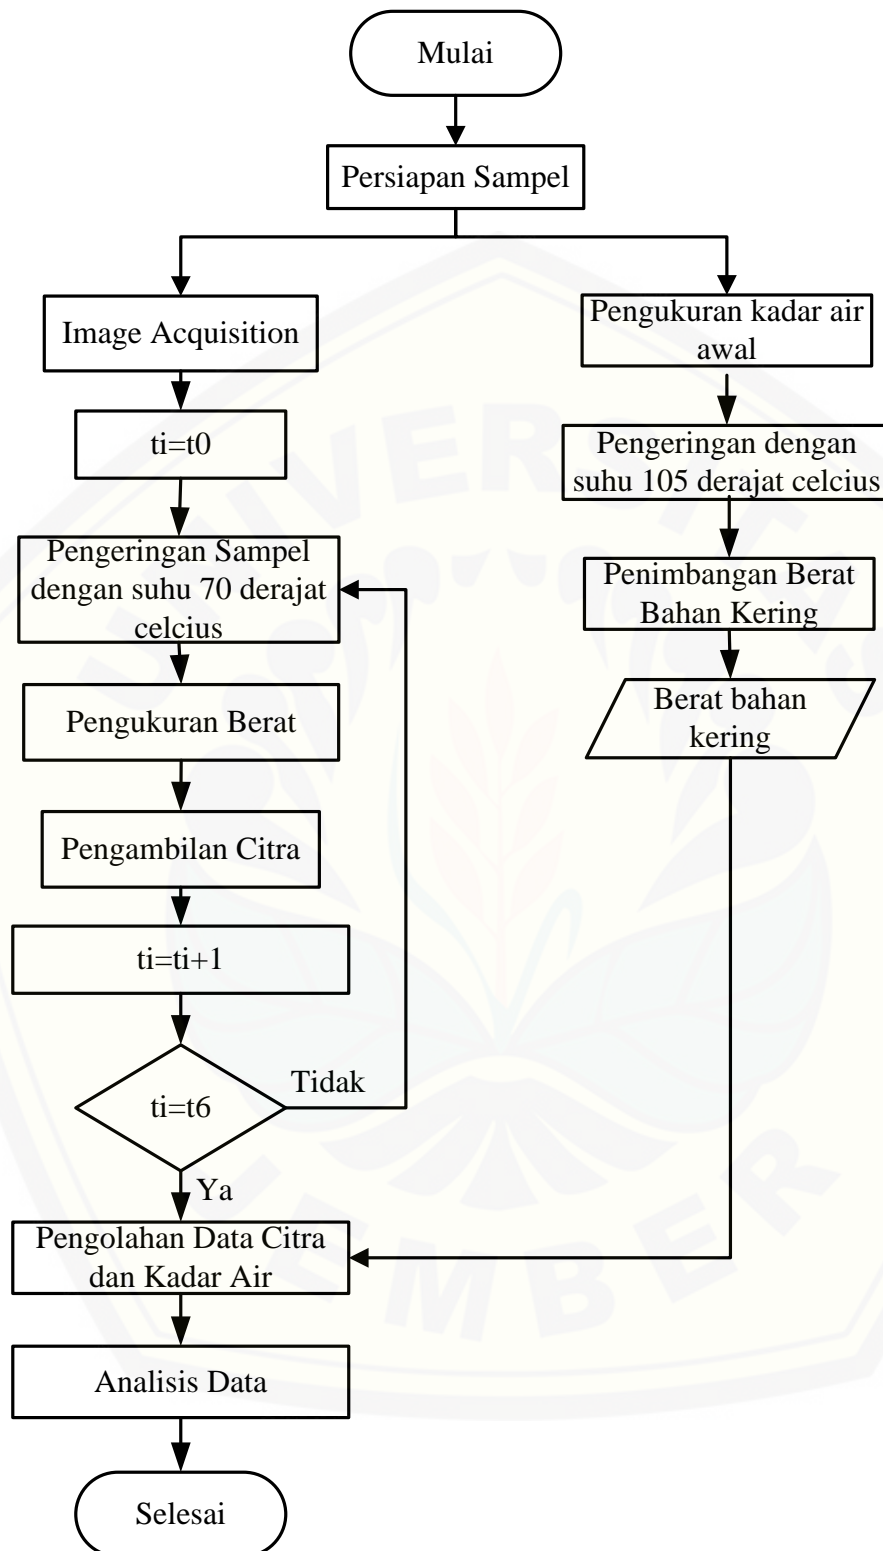 Mulai
Persiapan Sampel
Image Acquisition
ti=t0
Pengeringan Sampel
dengan suhu 70 derajat
celcius
Pengukuran Berat
Pengambilan Citra
ti=ti+1
ti=t6
Tidak
Ya
Pengukuran kadar air
awal
Pengeringan dengan
suhu 105 derajat celcius
Penimbangan Berat
Bahan Kering
Berat bahan
kering
Pengolahan Data Citra
dan Kadar Air
Analisis Data
Selesai
UNIVERSITAS
JEMBER